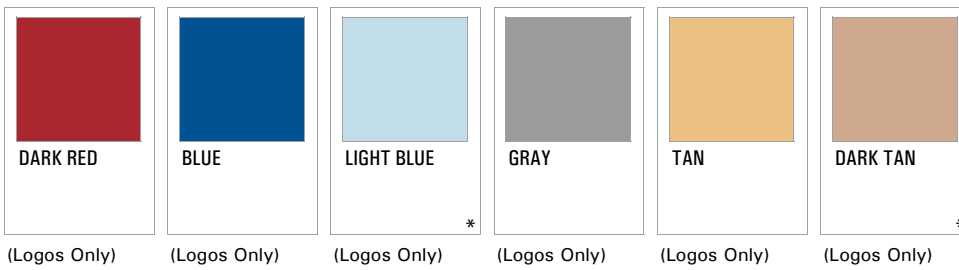 DARK RED BLUE LIGHT BLUE GRAY TAN DARK TAN
* *
(Logos Only) (Logos Only) (Logos Only) (Logos Only) (Logos Only) (Logos Only)